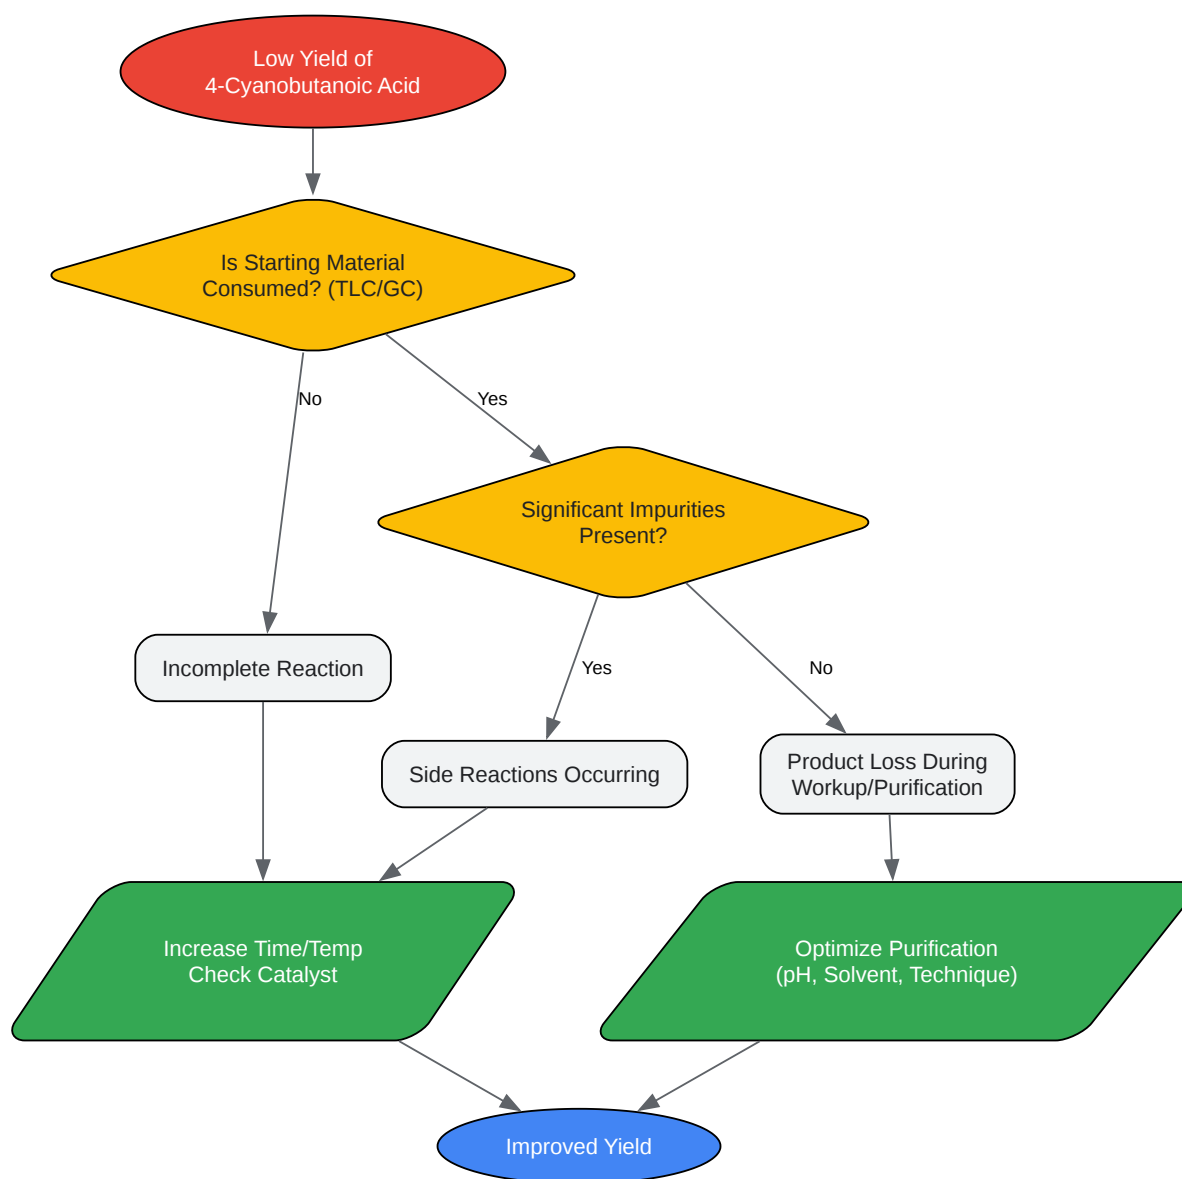 Low Yield of
4-Cyanobutanoic Acid
Is Starting Material
Consumed? (TLC/GC)
No
Yes
Significant Impurities
Present?
Incomplete Reaction
Yes
No
Side Reactions Occurring
Product Loss During
Workup/Purification
Increase Time/Temp
Check Catalyst
Optimize Purification
(pH, Solvent, Technique)
Improved Yield